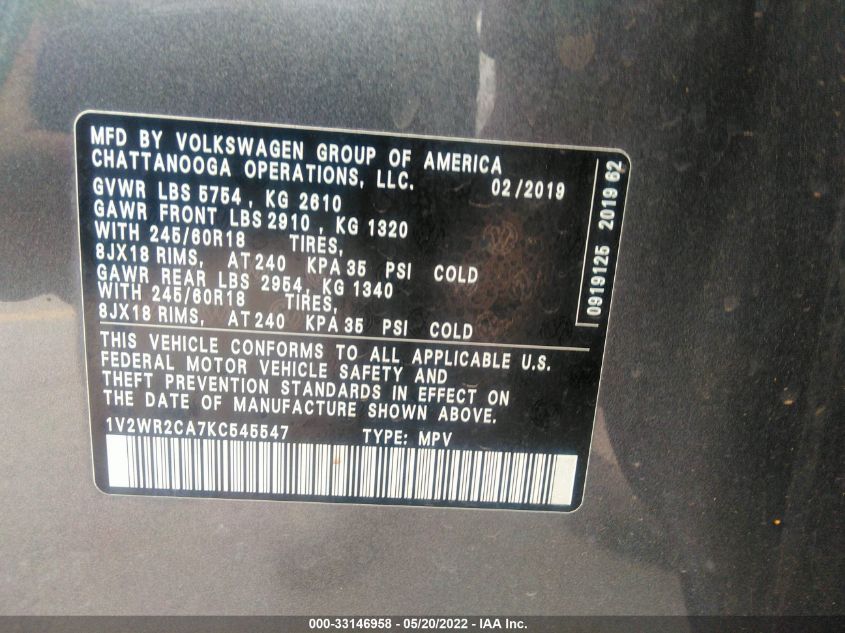 MFD BY VOLKSWAGEN GROUP OF AMERICA
CHATTANOOGA OPERATIONS, LLC.
02/2019
GVWR LBS 5754 , KG 2610
GAWR FRONT LBS 2910 , KG 1320
WITH 245/60R18 TIRES,
8JX18 RIMS, AT 240 KPA 35 PSI COLD
GAWR REAR LBS 2954, KG 1340
WITH 245/60R18 TIRES,
8JX18 RIMS, AT 240 KPA 35 PSI COLD
0919125 2019 62
THIS VEHICLE CONFORMS TO ALL APPLICABLE U.S.
FEDERAL MOTOR VEHICLE SAFETY AND
THEFT PREVENTION STANDARDS IN EFFECT ON
THE DATE OF MANUFACTURE SHOWN ABOVE.
1V2WR2CA7KC545547 TYPE: MPV
000-33146958 - 05/20/2022 - IAA Inc.